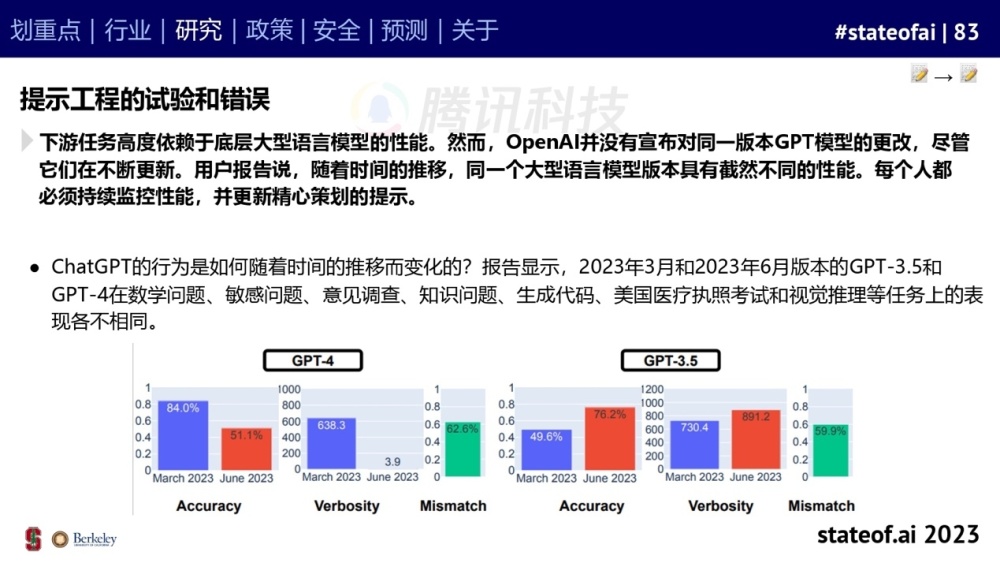 划重点 | 行业 | 研究 | 政策 | 安全 | 预测 | 关于
#stateofai | 83
提示工程的试验和错误
腾讯科技
下游任务高度依赖于底层大型语言模型的性能。然而，OpenAI并没有宣布对同一版本GPT模型的更改，尽管
它们在不断更新。用户报告说，随着时间的推移，同一个大型语言模型版本具有截然不同的性能。每个人都
必须持续监控性能，并更新精心策划的提示。
● ChatGPT的行为是如何随着时间的推移而变化的？报告显示，2023年3月和2023年6月版本的GPT-3.5和
GPT-4在数学问题、敏感问题、意见调查、知识问题、生成代码、美国医疗执照考试和视觉推理等任务上的表
现各不相同。
GPT-4
1
0.8
0.6
0.4
0.2
0
84.0%
51.1%
March 2023 June 2023
Accuracy
1000
800
600
400
200
0
638.3
3.9
March 2023 June 2023
Verbosity
1
0.8
0.6
0.4
0.2
0
62.6%
Mismatch
GPT-3.5
1
0.8
0.6
0.4
0.2
0
49.6%
76.2%
March 2023 June 2023
Accuracy
1200
1000
800
600
400
200
0
730.4
891.2
March 2023 June 2023
Verbosity
1
0.8
0.6
0.4
0.2
0
59.9%
Mismatch
Berkeley
stateof.ai 2023